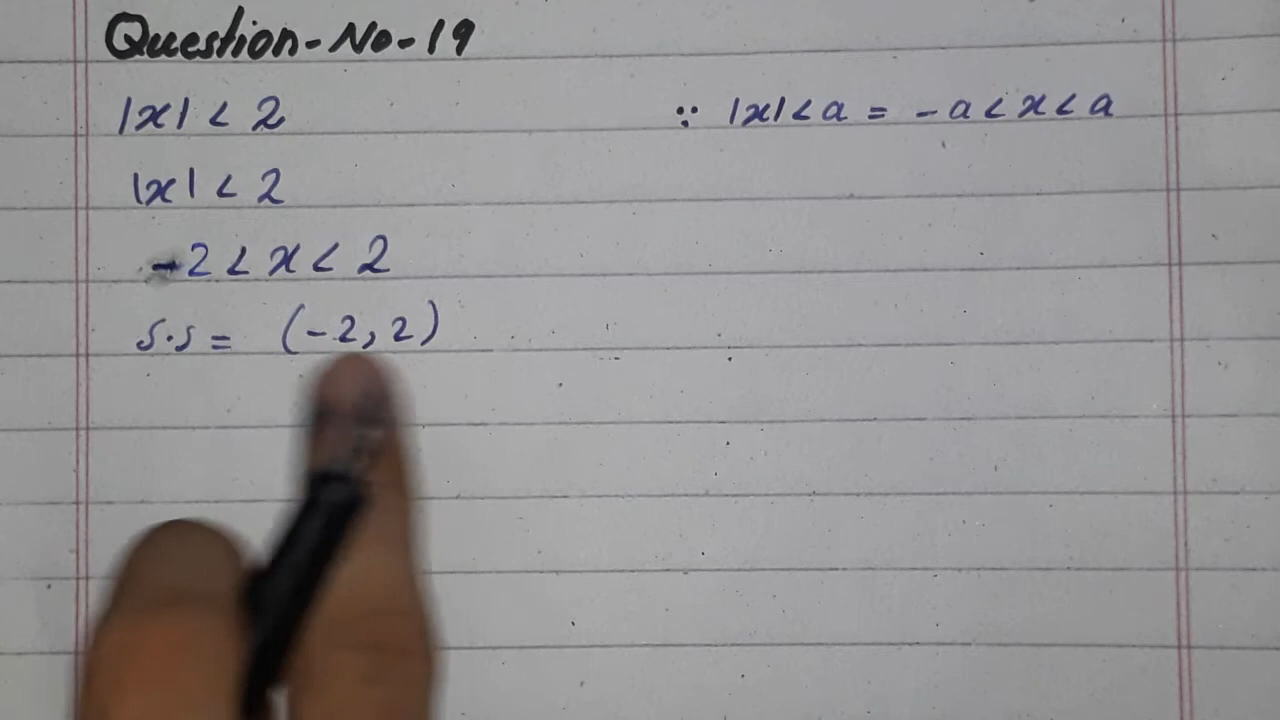 Question-No-19
|x| < 2
∵ |x| < a = -a < x < a
|x| < 2
-2 < x < 2
S.S = (-2, 2)